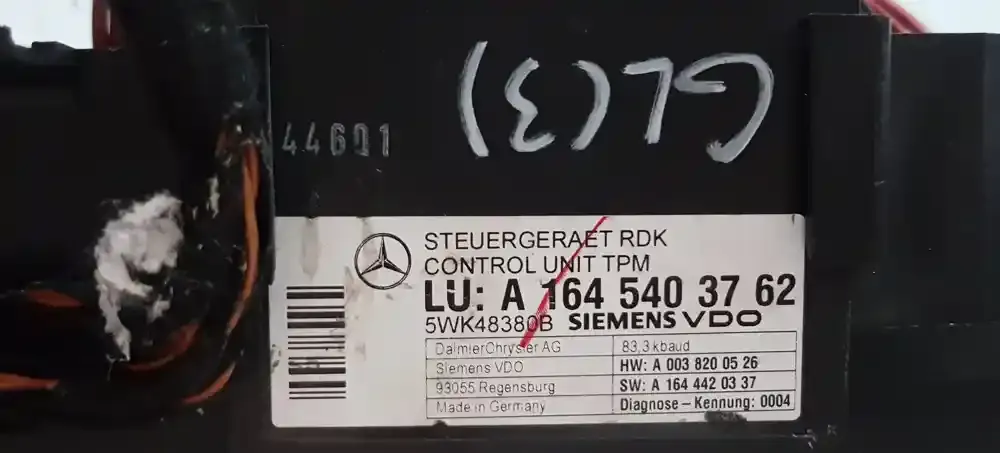 GL(3)
44601
STEUERGERAET RDK
CONTROL UNIT TPM
LU: A 164 540 37 62
5WK48380B SIEMENS VDO
DaimlerChrysler AG 83,3 kbaud
Siemens VDO HW: A 003 820 05 26
93055 Regensburg SW: A 164 442 03 37
Made in Germany Diagnose-Kennung: 0004